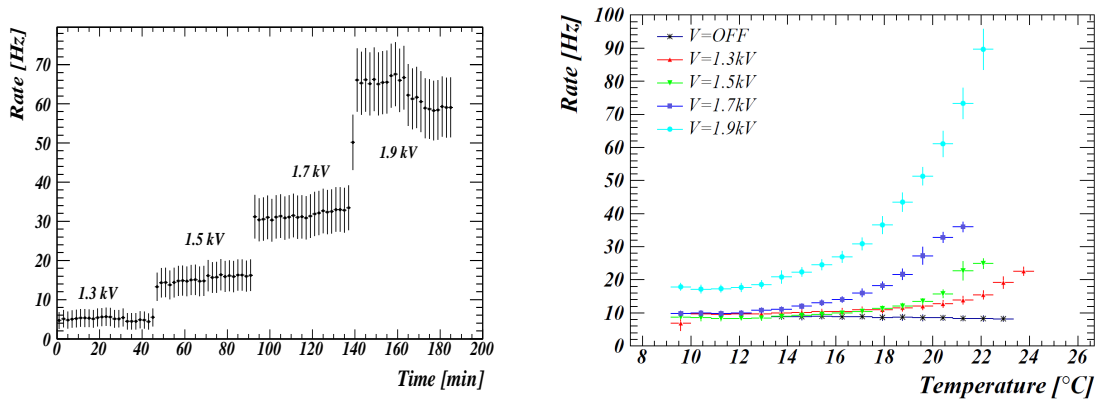 Rate [Hz]
70
60
50
40
30
20
10
0
1.3 kV
1.5 kV
1.7 kV
1.9 kV
0 20 40 60 80 100 120 140 160 180 200
Time [min]
Rate [Hz]
100
90
80
70
60
50
40
30
20
10
0
V=OFF
V=1.3kV
V=1.5kV
V=1.7kV
V=1.9kV
8 10 12 14 16 18 20 22 24 26
Temperature [°C]